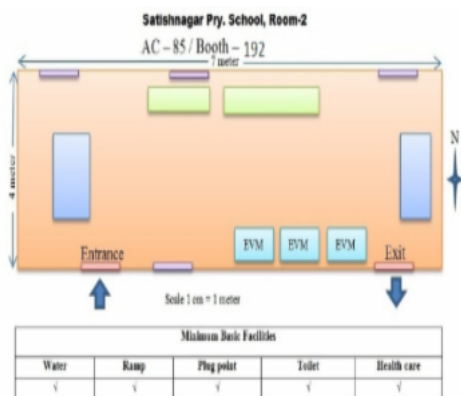 Satishnagar Pry. School, Room-2
AC – 85 / Booth – 192
7 meter
4 meter
N
EVM EVM EVM
Entrance
Exit
Scale 1 cm = 1 meter
Minimum Basic Facilities
Water Ramp Plug point Toilet Health care
√ √ √ √ √